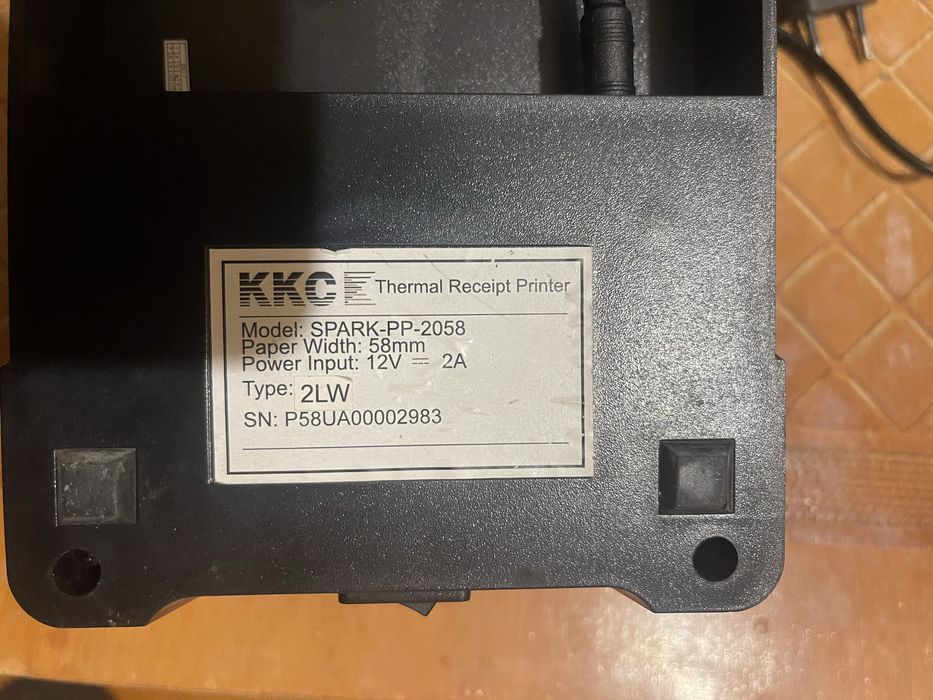 KKC Thermal Receipt Printer
Model: SPARK-PP-2058
Paper Width: 58mm
Power Input: 12V ⎓ 2A
Type: 2LW
SN: P58UA00002983